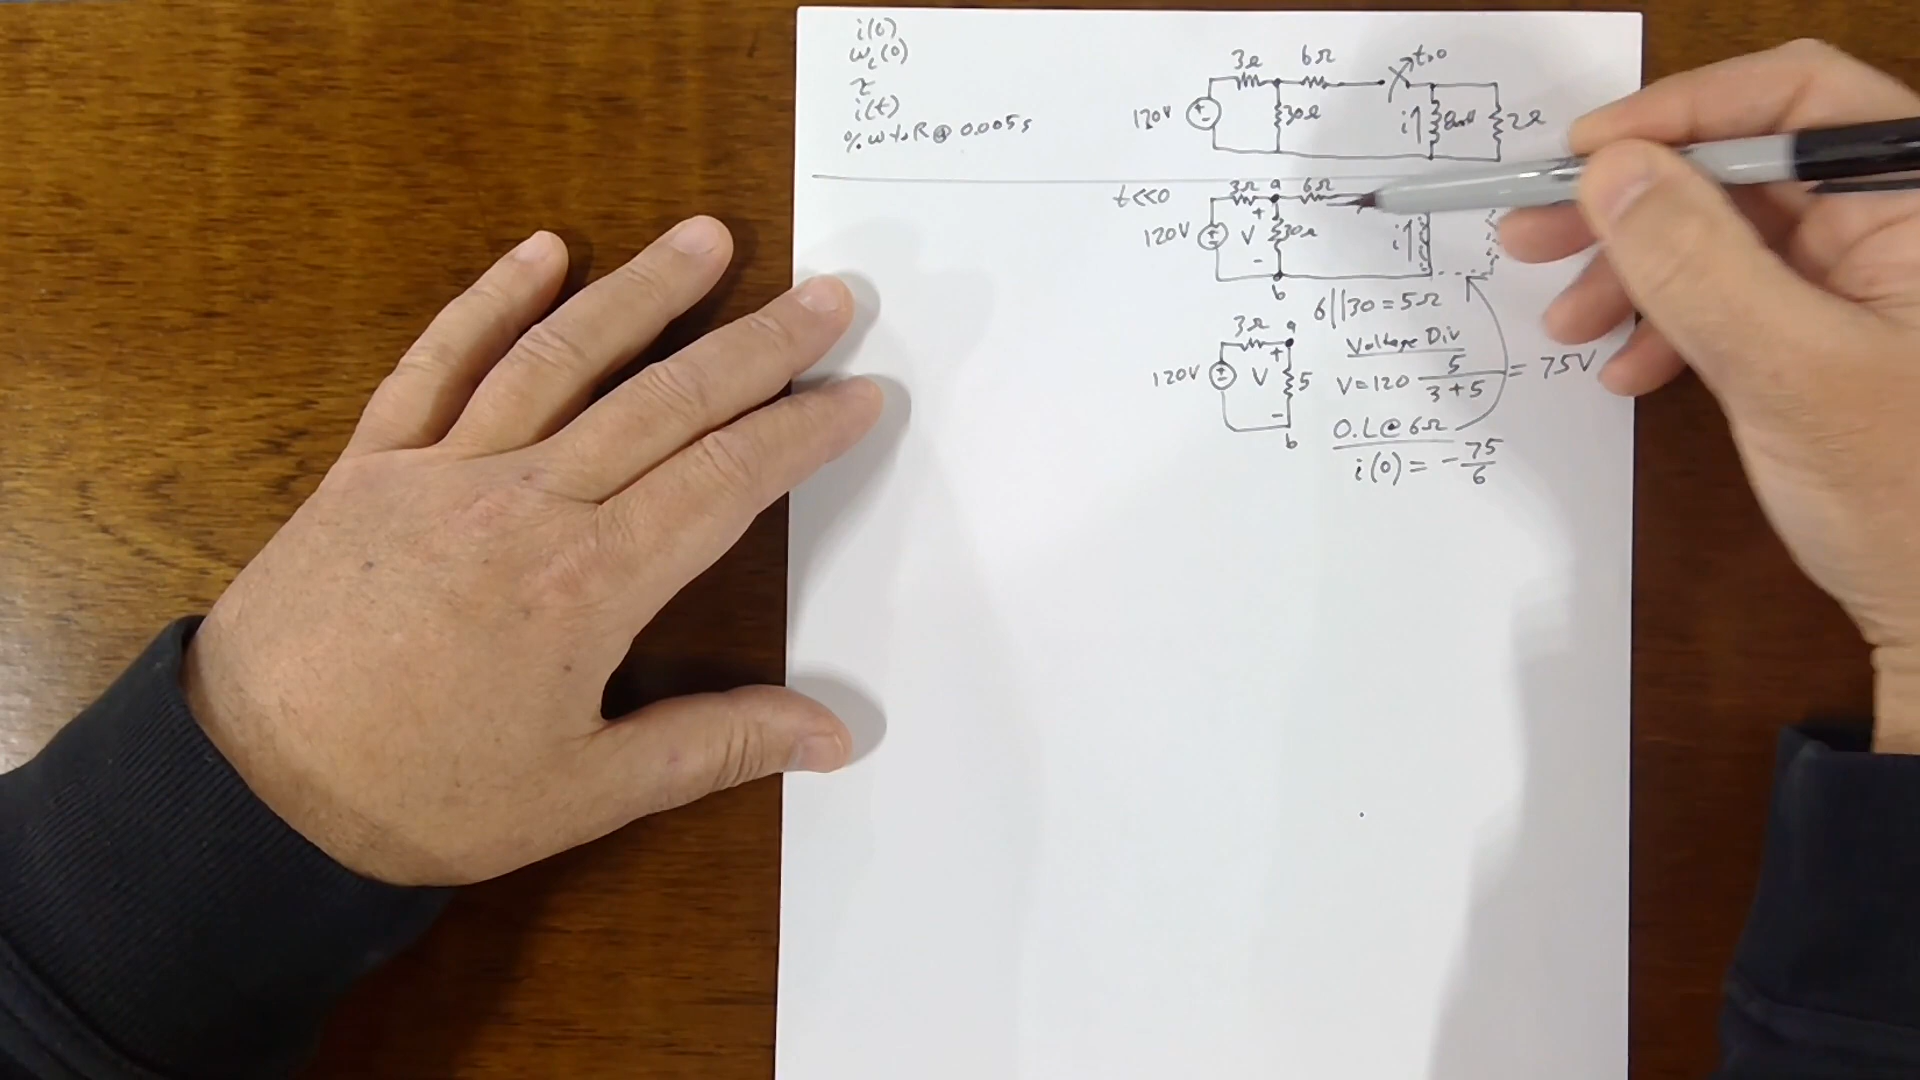 i(0)
ω_L(0)
τ
i(t)
% ω to R @ 0.005s
3Ω 6Ω t=0
120V 30Ω i 2Ω
t<<0
3Ω a 6Ω
120V + V - 30Ω i
b
6||30 = 5Ω
3Ω a
120V + V - 5
b
Voltage Div
V=120 5/(3+5) = 75V
O.L @ 6Ω
i(0) = -75/6